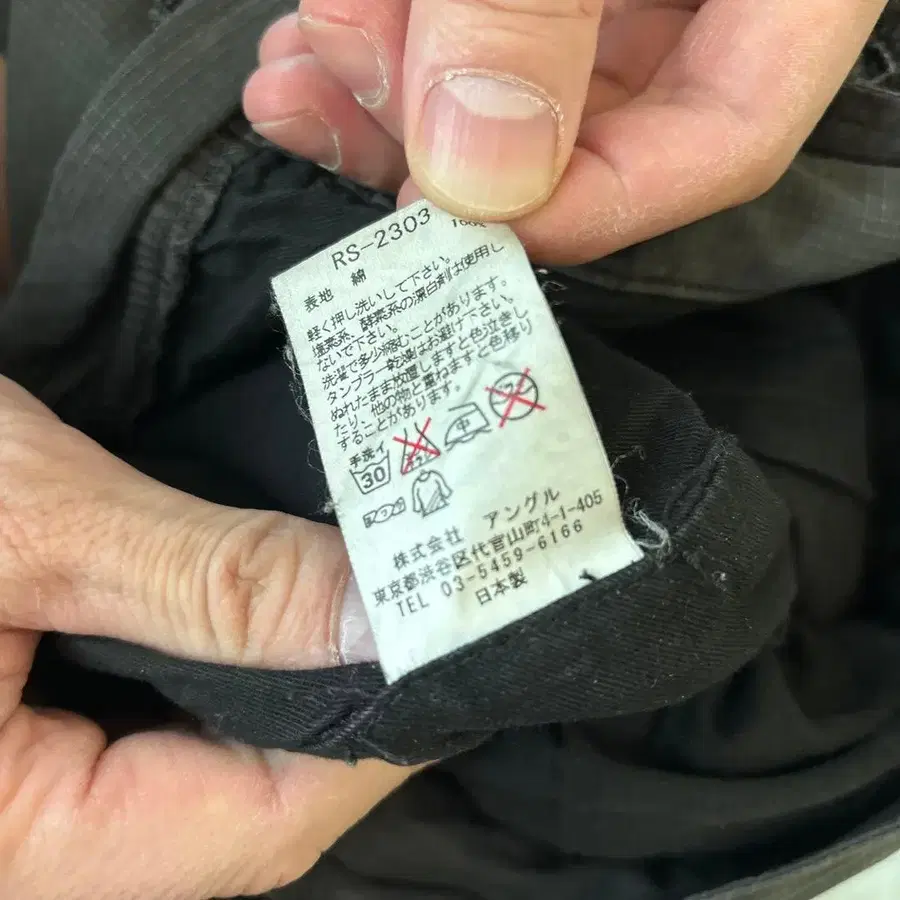 RS-2303
表地 綿 100%
軽く押し洗いして下さい。
塩素系、酵素系の漂白剤は使用し
ないで下さい。
洗濯で多少縮むことがあります。
タンブラー乾燥はお避け下さい。
ぬれたまま放置しますと色泣きし
たり、他の物と重ねますと色移り
することがあります。
手洗イ
30
中
株式会社 アングル
東京都渋谷区代官山町4-1-405
TEL 03-5459-6166
日本製